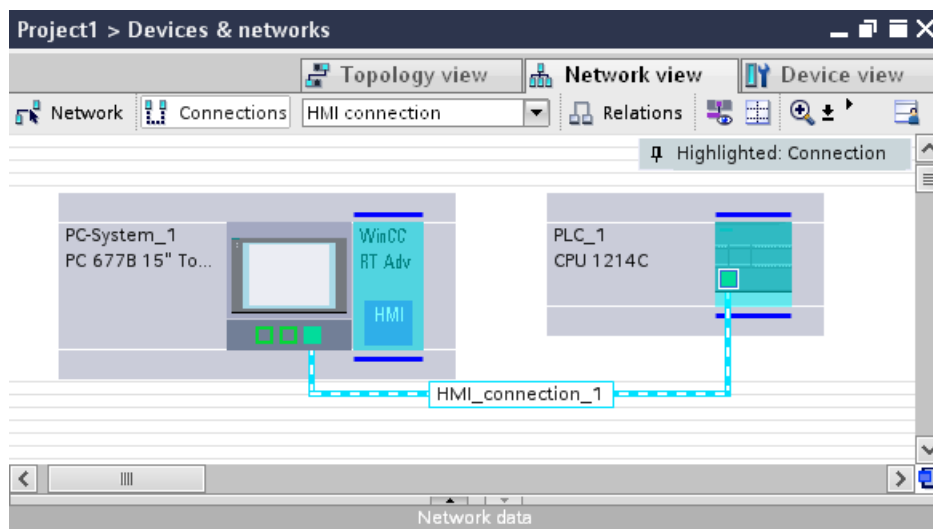 Project1 > Devices & networks
Topology view
Network view
Device view
Network
Connections
HMI connection
Relations
Highlighted: Connection
PC-System_1
PC 677B 15" To...
WinCC
RT Adv
HMI
PLC_1
CPU 1214C
HMI_connection_1
Network data